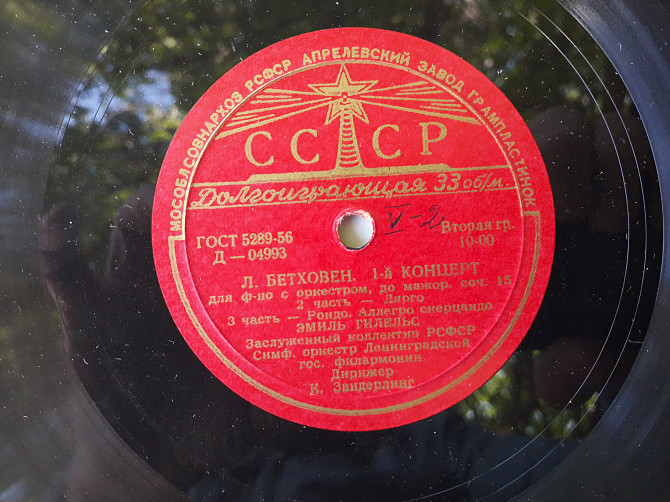 МОСОБЛСОВНАРХОЗ РСФСР АПРЕЛЕВСКИЙ ЗАВОД ГРАМПЛАСТИНОК
СССР
Долгоиграющая 33 об/м.
V-2
ГОСТ 5289-56
Д — 04993
Вторая гр.
10-00
Л. БЕТХОВЕН. 1-й КОНЦЕРТ
для ф-но с оркестром, до мажор. соч. 15
2 часть — Лярго
3 часть — Рондо. Аллегро скерцандо
ЭМИЛЬ ГИЛЕЛЬС
Заслуженный коллектив РСФСР
Симф. оркестр Ленинградской
гос. филармонии
Дирижер
К. Зандерлинг